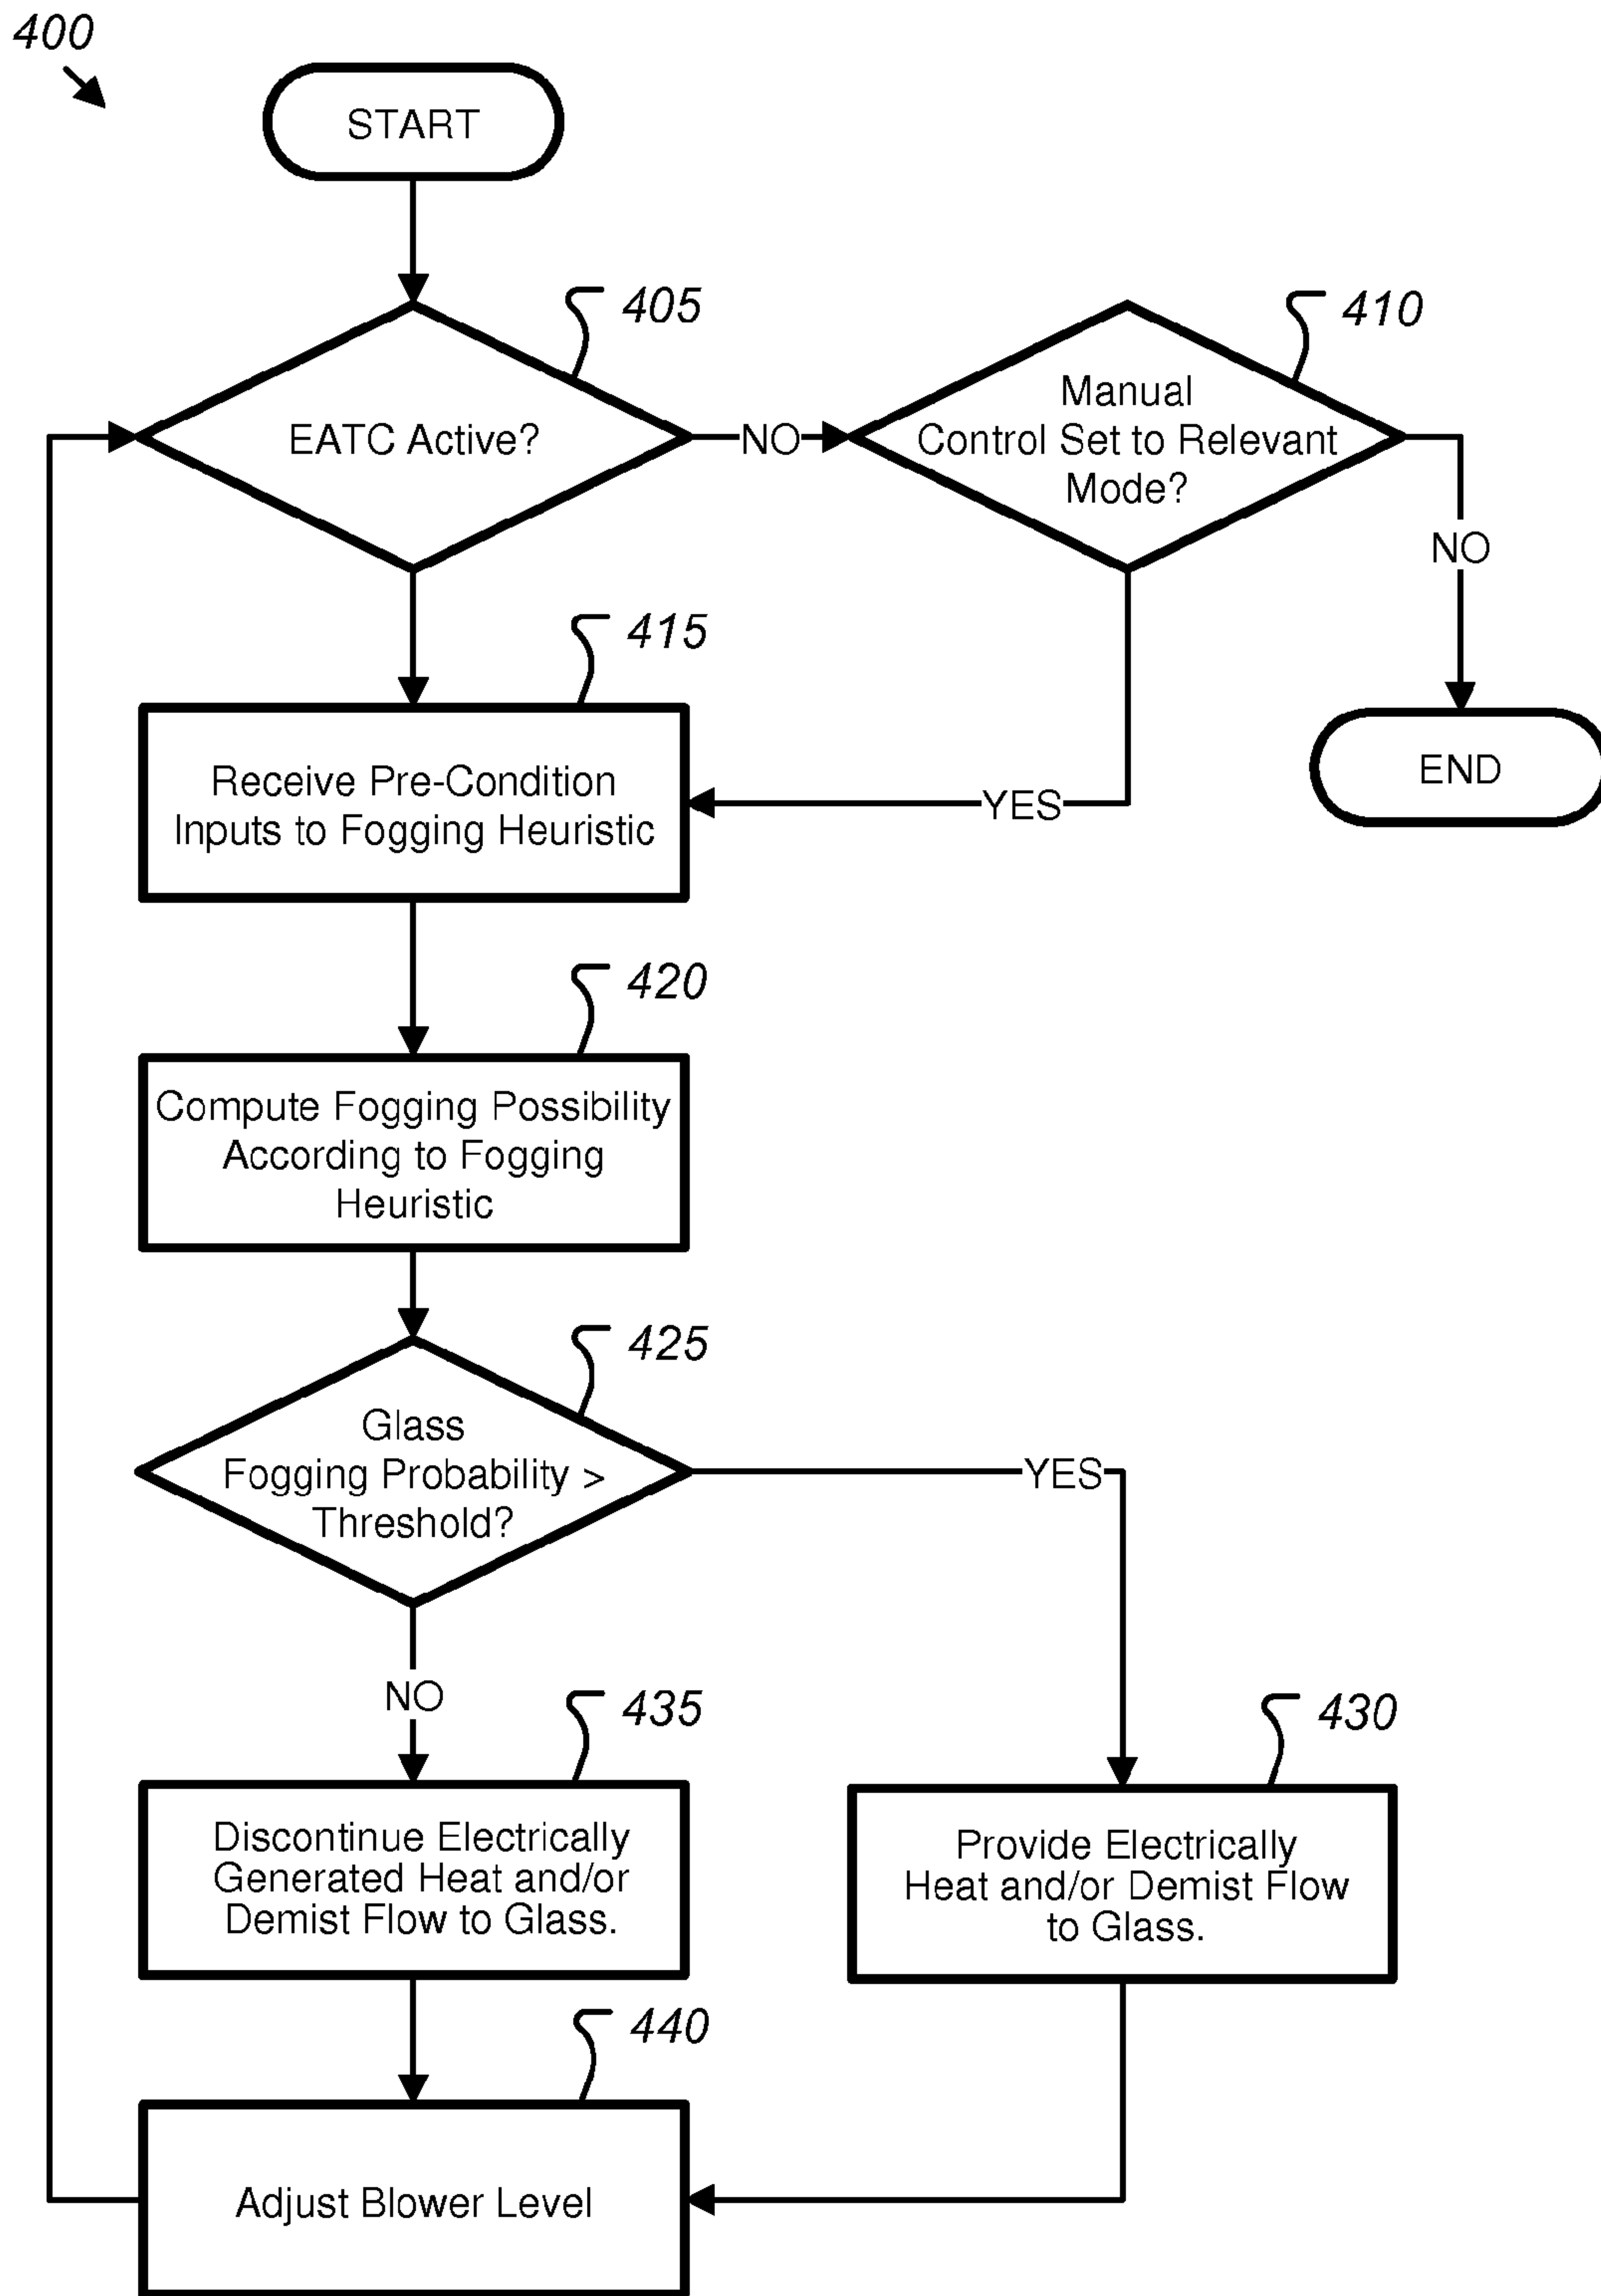 400
START
405
EATC Active?
NO
410
Manual
Control Set to Relevant
Mode?
NO
END
YES
415
Receive Pre-Condition
Inputs to Fogging Heuristic
420
Compute Fogging Possibility
According to Fogging
Heuristic
425
Glass
Fogging Probability >
Threshold?
YES
NO
435
Discontinue Electrically
Generated Heat and/or
Demist Flow to Glass.
430
Provide Electrically
Heat and/or Demist Flow
to Glass.
440
Adjust Blower Level